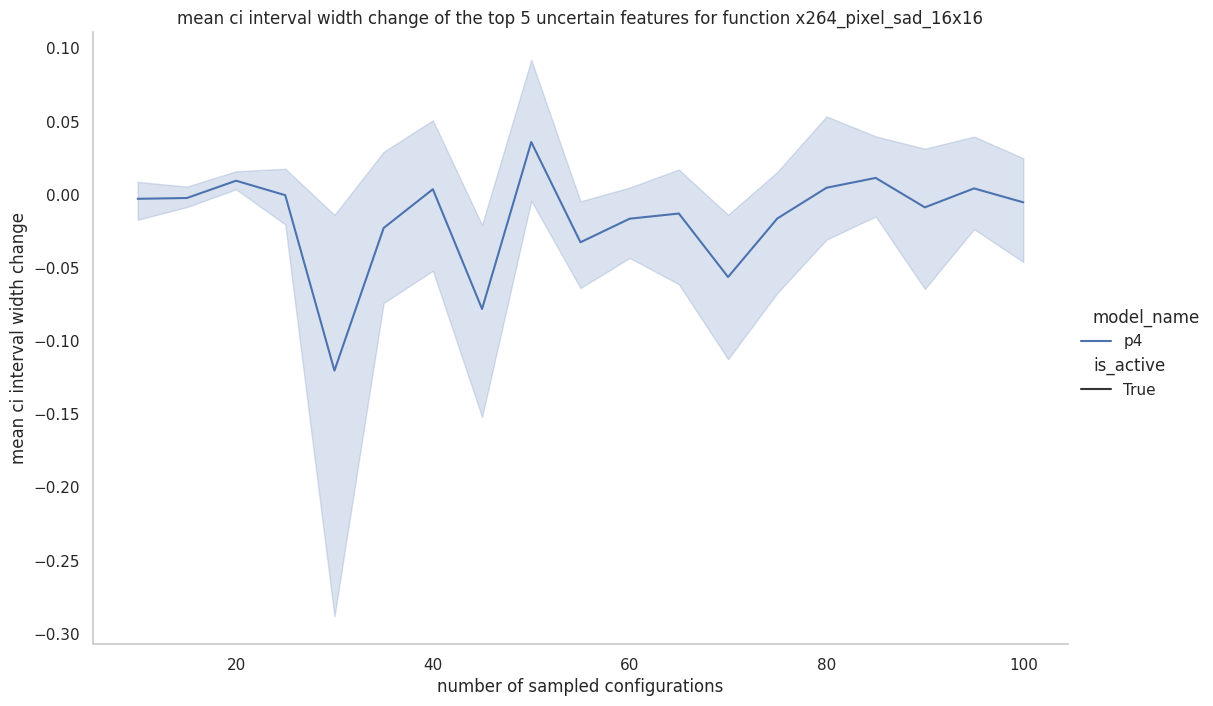 mean ci interval width change of the top 5 uncertain features for function x264_pixel_sad_16x16
mean ci interval width change
0.10
0.05
0.00
−0.05
−0.10
−0.15
−0.20
−0.25
−0.30
20
40
60
80
100
number of sampled configurations
model_name
p4
is_active
True